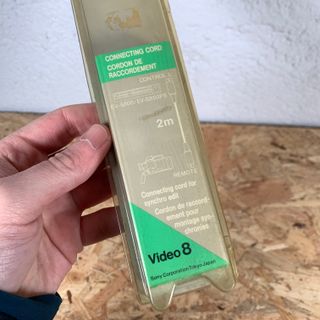 CONNECTING CORD
CORDON DE
RACCORDEMENT
CONTROL L
2m
REMOTE
Connecting cord for
synchro edit
Cordon de raccord-
ement pour
montage syn-
chronisé
Video 8
Sony Corporation Tokyo Japan